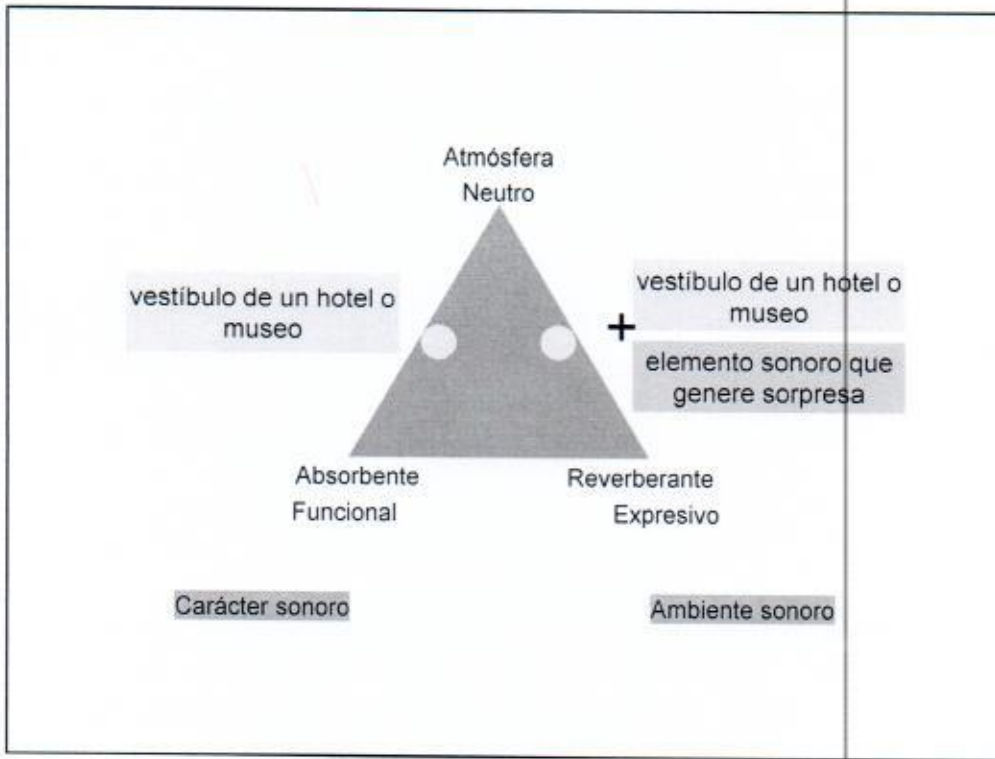 Atmósfera
Neutro
vestíbulo de un hotel o
museo
+
vestíbulo de un hotel o
museo
elemento sonoro que
genere sorpresa
Absorbente
Funcional
Reverberante
Expresivo
Carácter sonoro
Ambiente sonoro